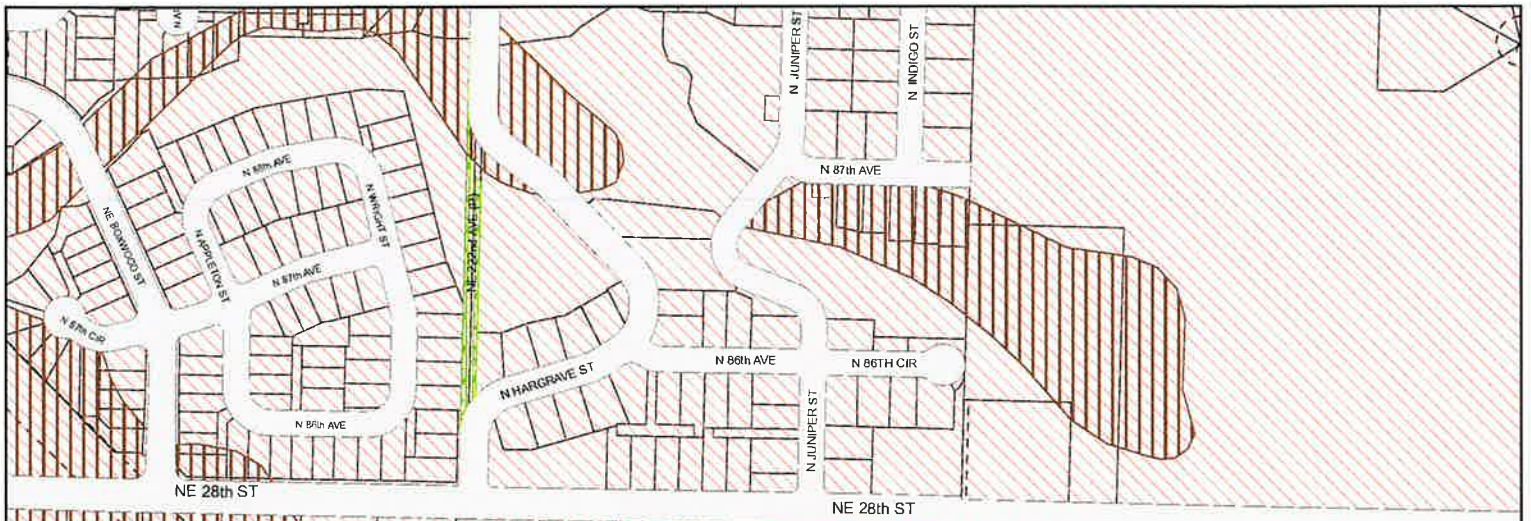 N AP
N JUNIPER ST
N INDIGO ST
N 88th AVE
N 87th AVE
N WRIGHT ST
NE BOXWOOD ST
N APPLETON ST
NE 222nd AVE (P)
N 87th AVE
N 87th CIR
N 86th AVE
N 86TH CIR
N HARGRAVE ST
N JUNIPER ST
N 86th AVE
NE 28th ST
NE 28th ST